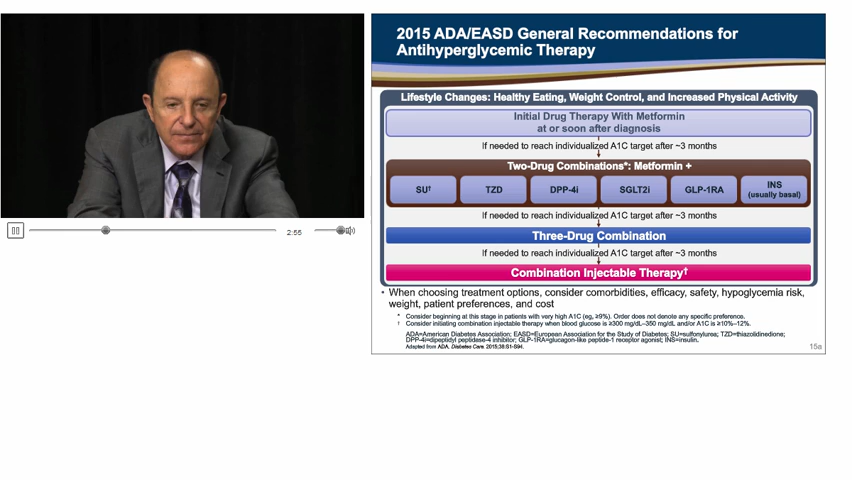 2015 ADA/EASD General Recommendations for
Antihyperglycemic Therapy
Lifestyle Changes: Healthy Eating, Weight Control, and Increased Physical Activity
Initial Drug Therapy With Metformin
at or soon after diagnosis
If needed to reach individualized A1C target after ~3 months
Two-Drug Combinations*: Metformin +
SU†
TZD
DPP-4i
SGLT2i
GLP-1RA
INS
(usually basal)
If needed to reach individualized A1C target after ~3 months
Three-Drug Combination
If needed to reach individualized A1C target after ~3 months
Combination Injectable Therapy†
• When choosing treatment options, consider comorbidities, efficacy, safety, hypoglycemia risk,
weight, patient preferences, and cost
* Consider beginning at this stage in patients with very high A1C (eg, ≥9%). Order does not denote any specific preference.
† Consider initiating combination injectable therapy when blood glucose is ≥300 mg/dL–350 mg/dL and/or A1C is ≥10%–12%.
ADA=American Diabetes Association; EASD=European Association for the Study of Diabetes; SU=sulfonylurea; TZD=thiazolidinedione;
DPP-4i=dipeptidyl peptidase-4 inhibitor; GLP-1RA=glucagon-like peptide-1 receptor agonist; INS=insulin.
Adapted from ADA. Diabetes Care. 2015;38:S1-S94.
15a
2:55